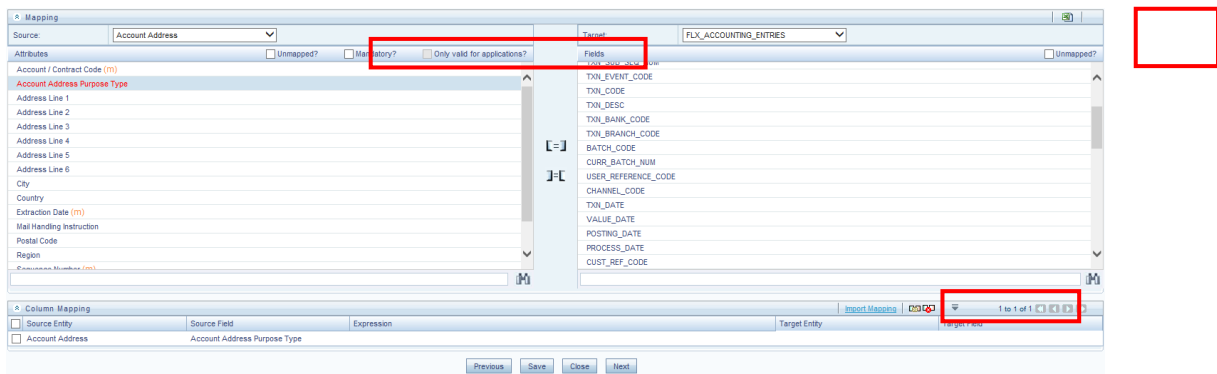 Mapping
Source: Account Address Target: FLX_ACCOUNTING_ENTRIES
Attributes Unmapped? Mandatory? Only valid for applications? Fields Unmapped?
Account / Contract Code (m)
Account Address Purpose Type
Address Line 1
Address Line 2
Address Line 3
Address Line 4
Address Line 5
Address Line 6
City
Country
Extraction Date (m)
Mail Handling Instruction
Postal Code
Region
Sequence Number (m)
TXN_SUB_SEQ_NUM
TXN_EVENT_CODE
TXN_CODE
TXN_DESC
TXN_BANK_CODE
TXN_BRANCH_CODE
BATCH_CODE
CURR_BATCH_NUM
USER_REFERENCE_CODE
CHANNEL_CODE
TXN_DATE
VALUE_DATE
POSTING_DATE
PROCESS_DATE
CUST_REF_CODE
Column Mapping Import Mapping 1 to 1 of 1
Source Entity Source Field Expression Target Entity Target Field
Account Address Account Address Purpose Type
Previous Save Close Next